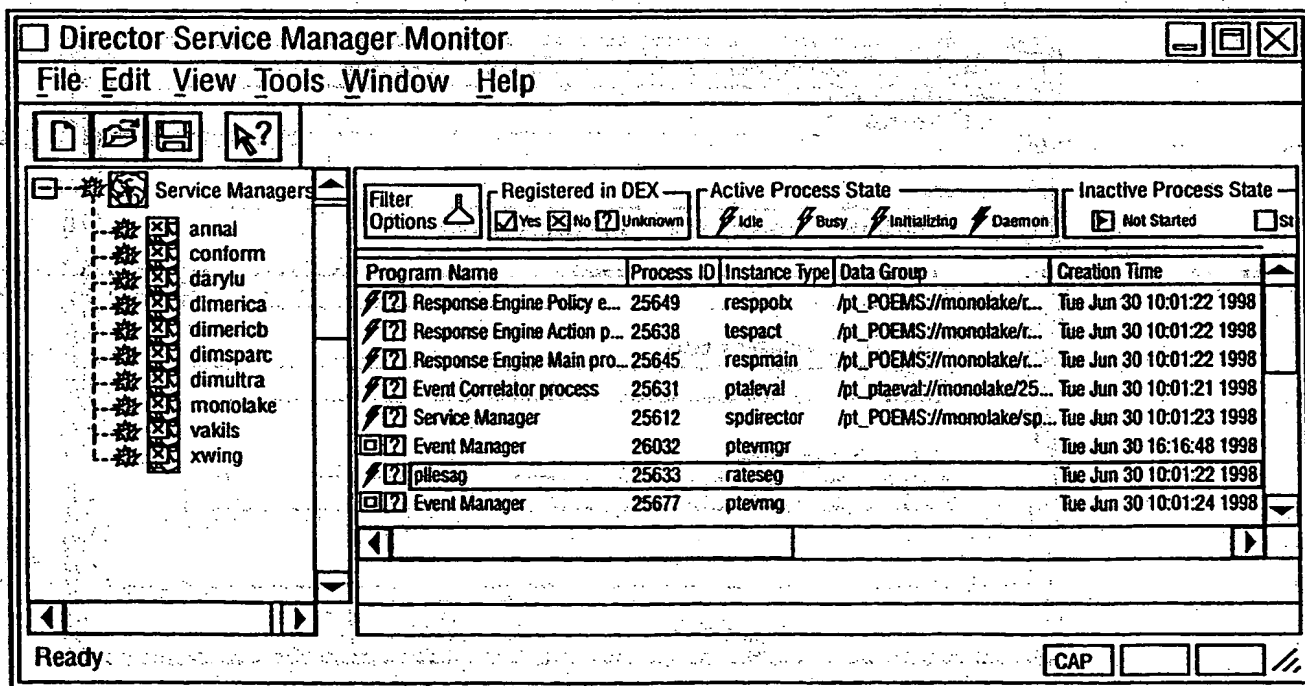 Director Service Manager Monitor
File Edit View Tools Window Help
?
Service Managers
annal
conform
darylu
dimerica
dimericb
dimsparc
dimultra
monolake
vakils
xwing
Filter Options
Registered in DEX
Yes No ? Unknown
Active Process State
Idle Busy Initializing Daemon
Inactive Process State
Not Started St
Program Name Process ID Instance Type Data Group Creation Time
? Response Engine Policy e... 25649 resppolx /pt_POEMS://monolake/r... Tue Jun 30 10:01:22 1998
? Response Engine Action p... 25638 tespact /pt_POEMS://monolake/r... Tue Jun 30 10:01:22 1998
? Response Engine Main pro... 25645 respmain /pt_POEMS://monolake/r... Tue Jun 30 10:01:22 1998
? Event Correlator process 25631 ptaleval /pt_ptaeval://monolake/25... Tue Jun 30 10:01:21 1998
? Service Manager 25612 spdirector /pt_POEMS://monolake/sp... Tue Jun 30 10:01:23 1998
? Event Manager 26032 ptevmgr Tue Jun 30 16:16:48 1998
? pllesag 25633 rateseg Tue Jun 30 10:01:22 1998
? Event Manager 25677 ptevmg Tue Jun 30 10:01:24 1998
Ready
CAP